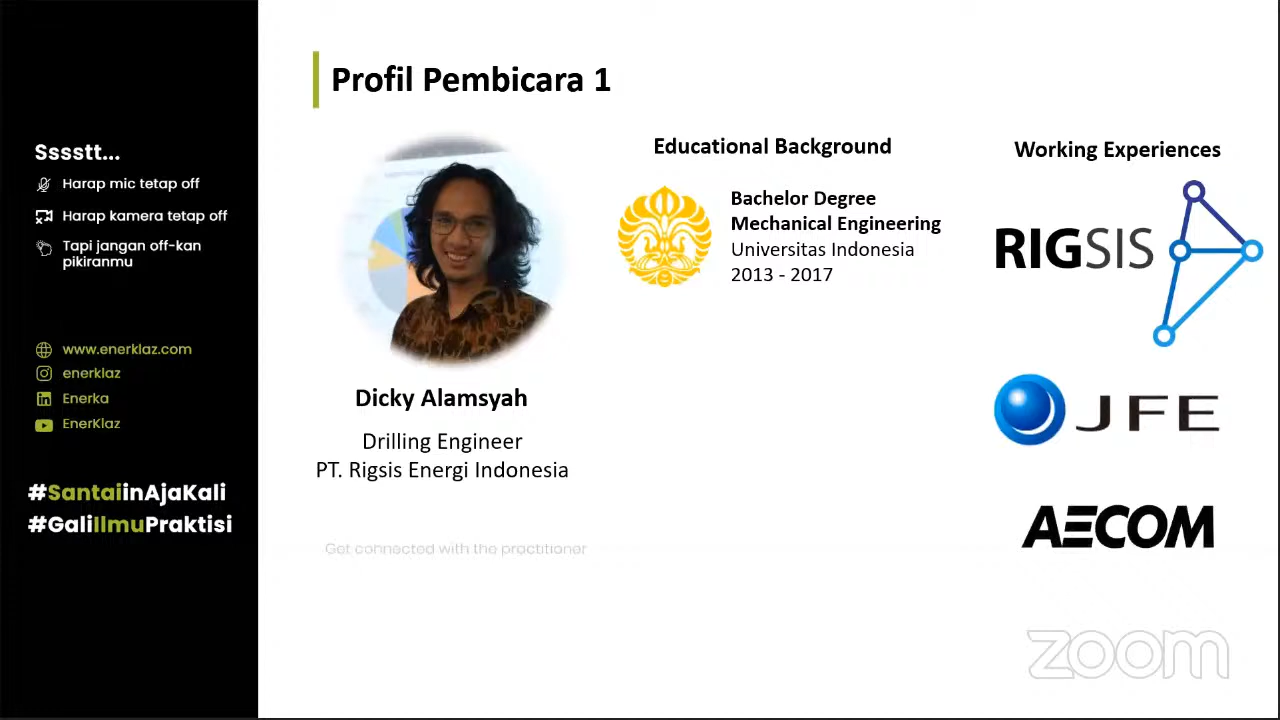 Sssstt...
Harap mic tetap off
Harap kamera tetap off
Tapi jangan off-kan
pikiranmu
www.enerklaz.com
enerklaz
Enerka
EnerKlaz
#SantaiinAjaKali
#GaliIlmuPraktisi
Profil Pembicara 1
Dicky Alamsyah
Drilling Engineer
PT. Rigsis Energi Indonesia
Get connected with the practitioner
Educational Background
Bachelor Degree
Mechanical Engineering
Universitas Indonesia
2013 - 2017
Working Experiences
RIGSIS
JFE
AECOM
zoom